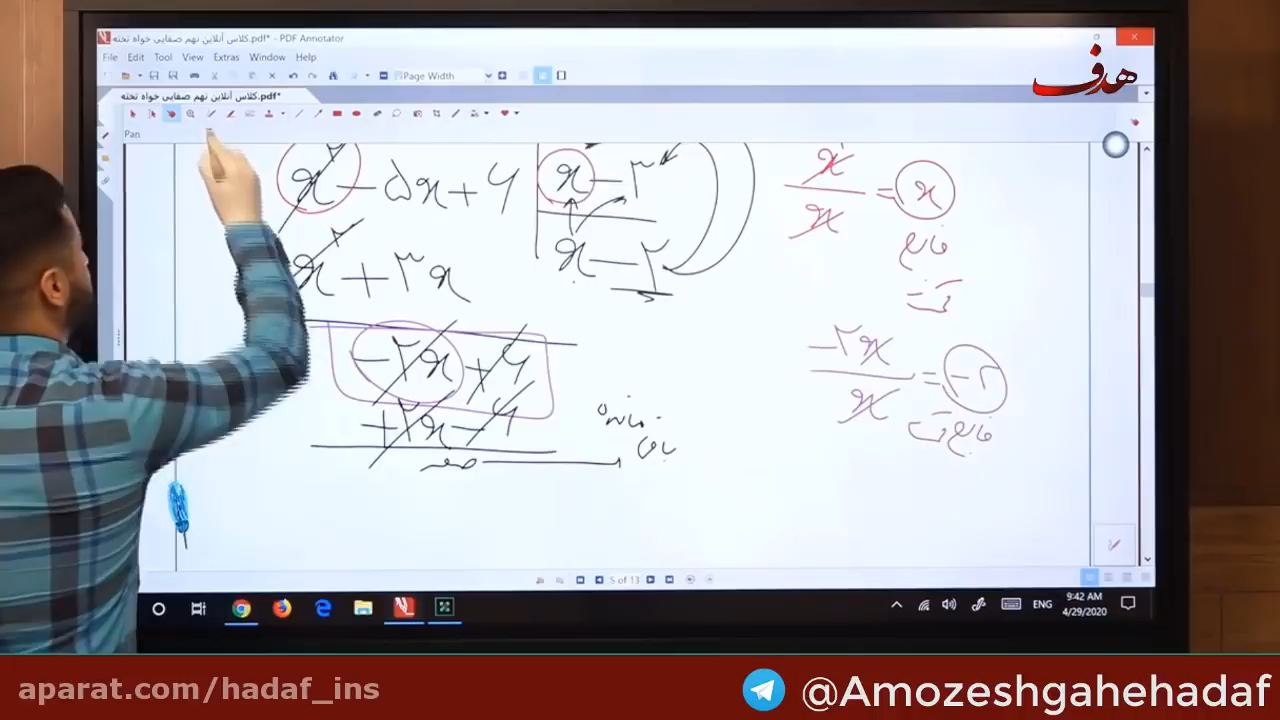 کلاس آنلاین نهم صفایی خواه تخته.pdf* - PDF Annotator
هدف
File Edit Tool View Extras Window Help
Page Width
کلاس آنلاین نهم صفایی خواه تخته.pdf*
Pan
x² - ۵x + ۶
x - ۳
x - ۲
x² + ۳x
-۲x + ۶
+۲x - ۶
صفر
باقی مانده
x² / x = x
خارج قسمت
-۲x / x = -۲
خارج قسمت
5 of 13
ENG
9:42 AM
4/29/2020
aparat.com/hadaf_ins
@Amozeshgahehadaf